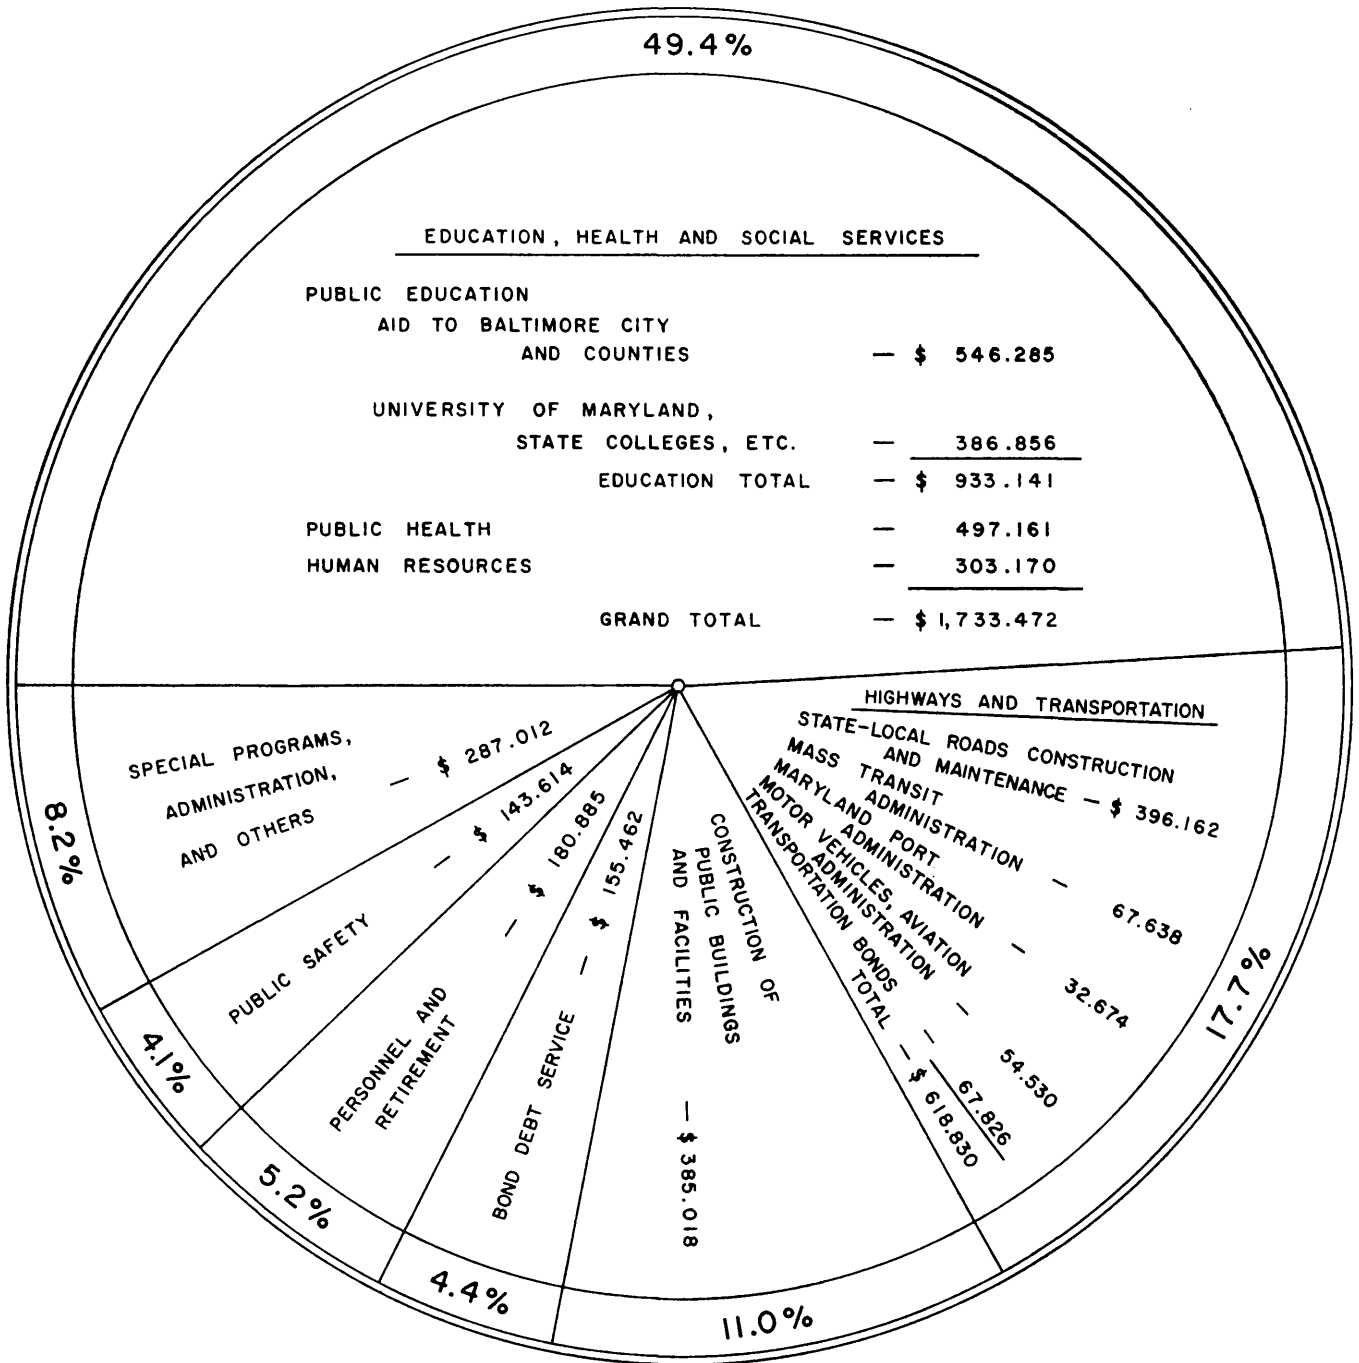 49.4%
EDUCATION, HEALTH AND SOCIAL SERVICES
PUBLIC EDUCATION
AID TO BALTIMORE CITY
AND COUNTIES — $ 546.285
UNIVERSITY OF MARYLAND,
STATE COLLEGES, ETC. — 386.856
EDUCATION TOTAL — $ 933.141
PUBLIC HEALTH — 497.161
HUMAN RESOURCES — 303.170
GRAND TOTAL — $ 1,733.472
HIGHWAYS AND TRANSPORTATION
STATE-LOCAL ROADS CONSTRUCTION
AND MAINTENANCE — $ 396.162
MASS TRANSIT
ADMINISTRATION — 67.638
MARYLAND PORT
ADMINISTRATION — 32.674
MOTOR VEHICLES, AVIATION
ADMINISTRATION — 54.530
TRANSPORTATION BONDS — 67.826
TOTAL — $ 618.830
17.7%
CONSTRUCTION OF
PUBLIC BUILDINGS
AND FACILITIES — $ 385.018
11.0%
BOND DEBT SERVICE — $ 155.462
4.4%
PERSONNEL AND
RETIREMENT — $ 180.885
5.2%
PUBLIC SAFETY — $ 143.614
4.1%
SPECIAL PROGRAMS,
ADMINISTRATION, — $ 287.012
AND OTHERS
8.2%